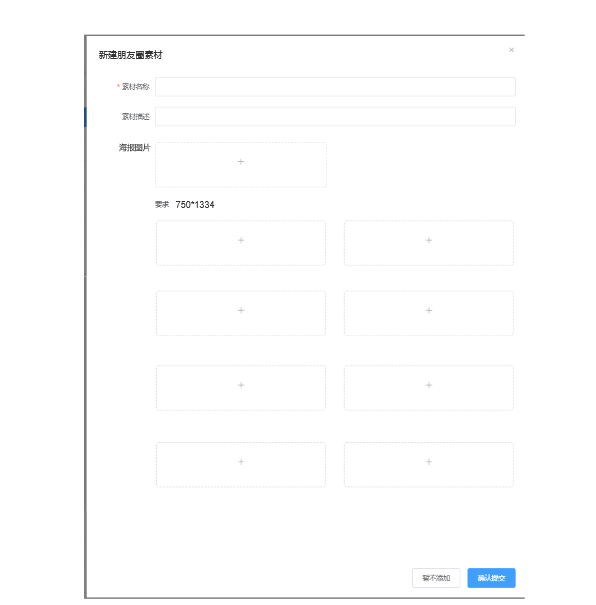 新建朋友圈素材
×
* 素材名称
素材描述
海报图片
+
要求 750*1334
+ +
+ +
+ +
+ +
暂不添加 确认提交